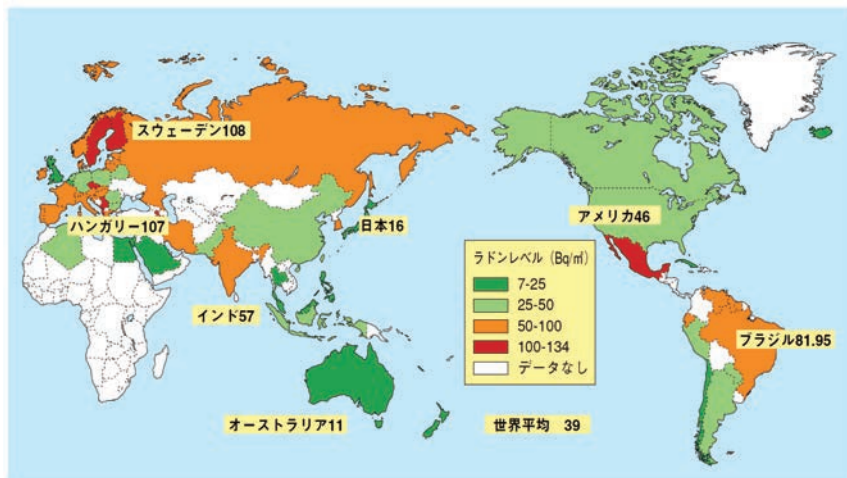 スウェーデン108
ハンガリー107
日本16
アメリカ46
インド57
ラドンレベル（Bq/㎥）
7-25
25-50
50-100
100-134
データなし
ブラジル81.95
オーストラリア11
世界平均　39